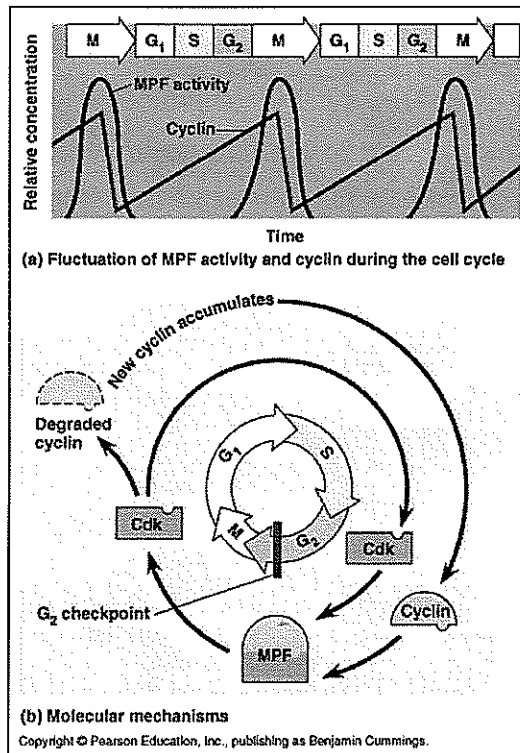 M G1 S G2 M G1 S G2 M
MPF activity
Cyclin
Relative concentration
Time
(a) Fluctuation of MPF activity and cyclin during the cell cycle
New cyclin accumulates
Degraded
cyclin
G1
S
Cdk
M
G2
Cdk
G2 checkpoint
Cyclin
MPF
(b) Molecular mechanisms
Copyright © Pearson Education, Inc., publishing as Benjamin Cummings.